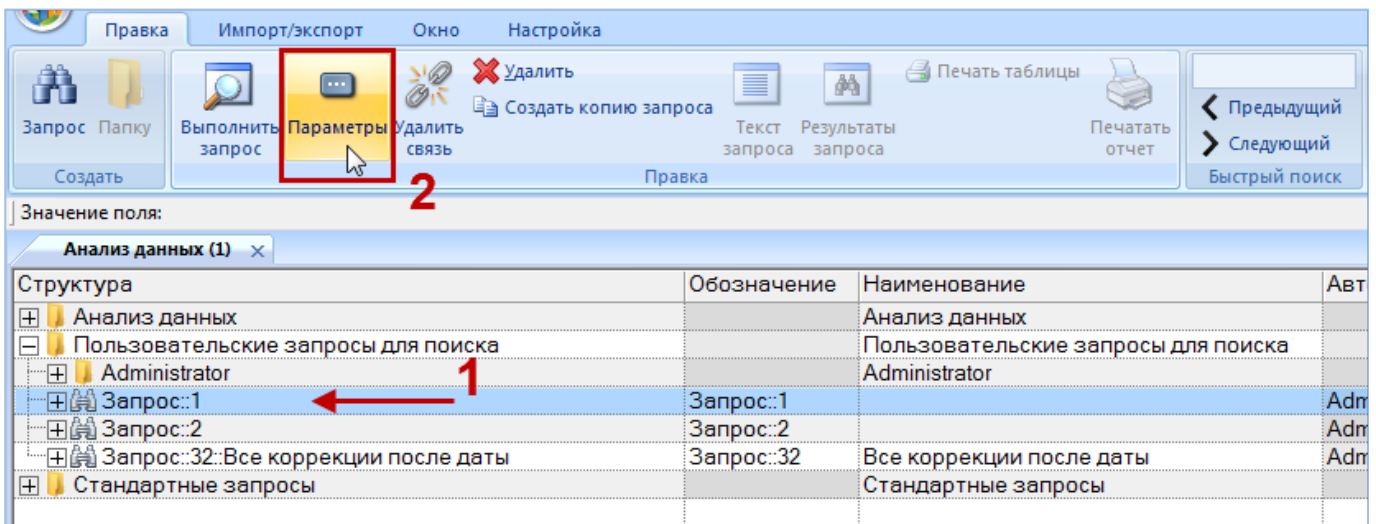 Правка Импорт/экспорт Окно Настройка
Запрос Папку
Создать
Выполнить запрос
Параметры
Удалить связь
Удалить
Создать копию запроса
Текст запроса
Результаты запроса
Печать таблицы
Печатать отчет
Правка
Предыдущий
Следующий
Быстрый поиск
2
Значение поля:
Анализ данных (1)
Структура Обозначение Наименование Авт
Анализ данных Анализ данных
Пользовательские запросы для поиска Пользовательские запросы для поиска
Administrator Administrator
1
Запрос::1 Запрос::1 Adm
Запрос::2 Запрос::2 Adm
Запрос::32::Все коррекции после даты Запрос::32 Все коррекции после даты Adm
Стандартные запросы Стандартные запросы